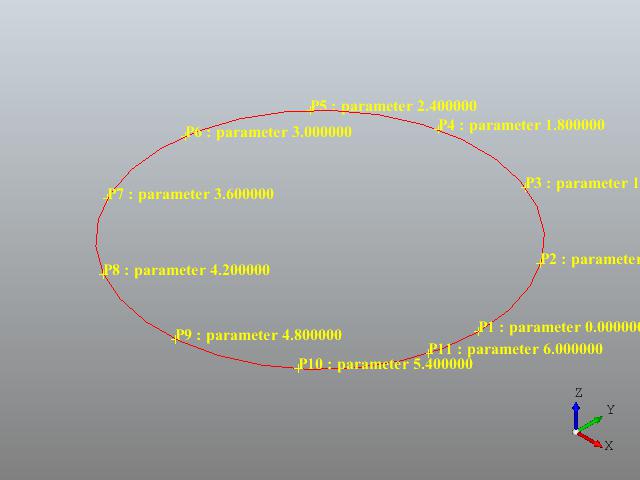 P5 : parameter 2.400000
P4 : parameter 1.800000
P6 : parameter 3.000000
P3 : parameter 1
P7 : parameter 3.600000
P2 : parameter
P8 : parameter 4.200000
P1 : parameter 0.000000
P9 : parameter 4.800000
P11 : parameter 6.000000
P10 : parameter 5.400000
Z
Y
X